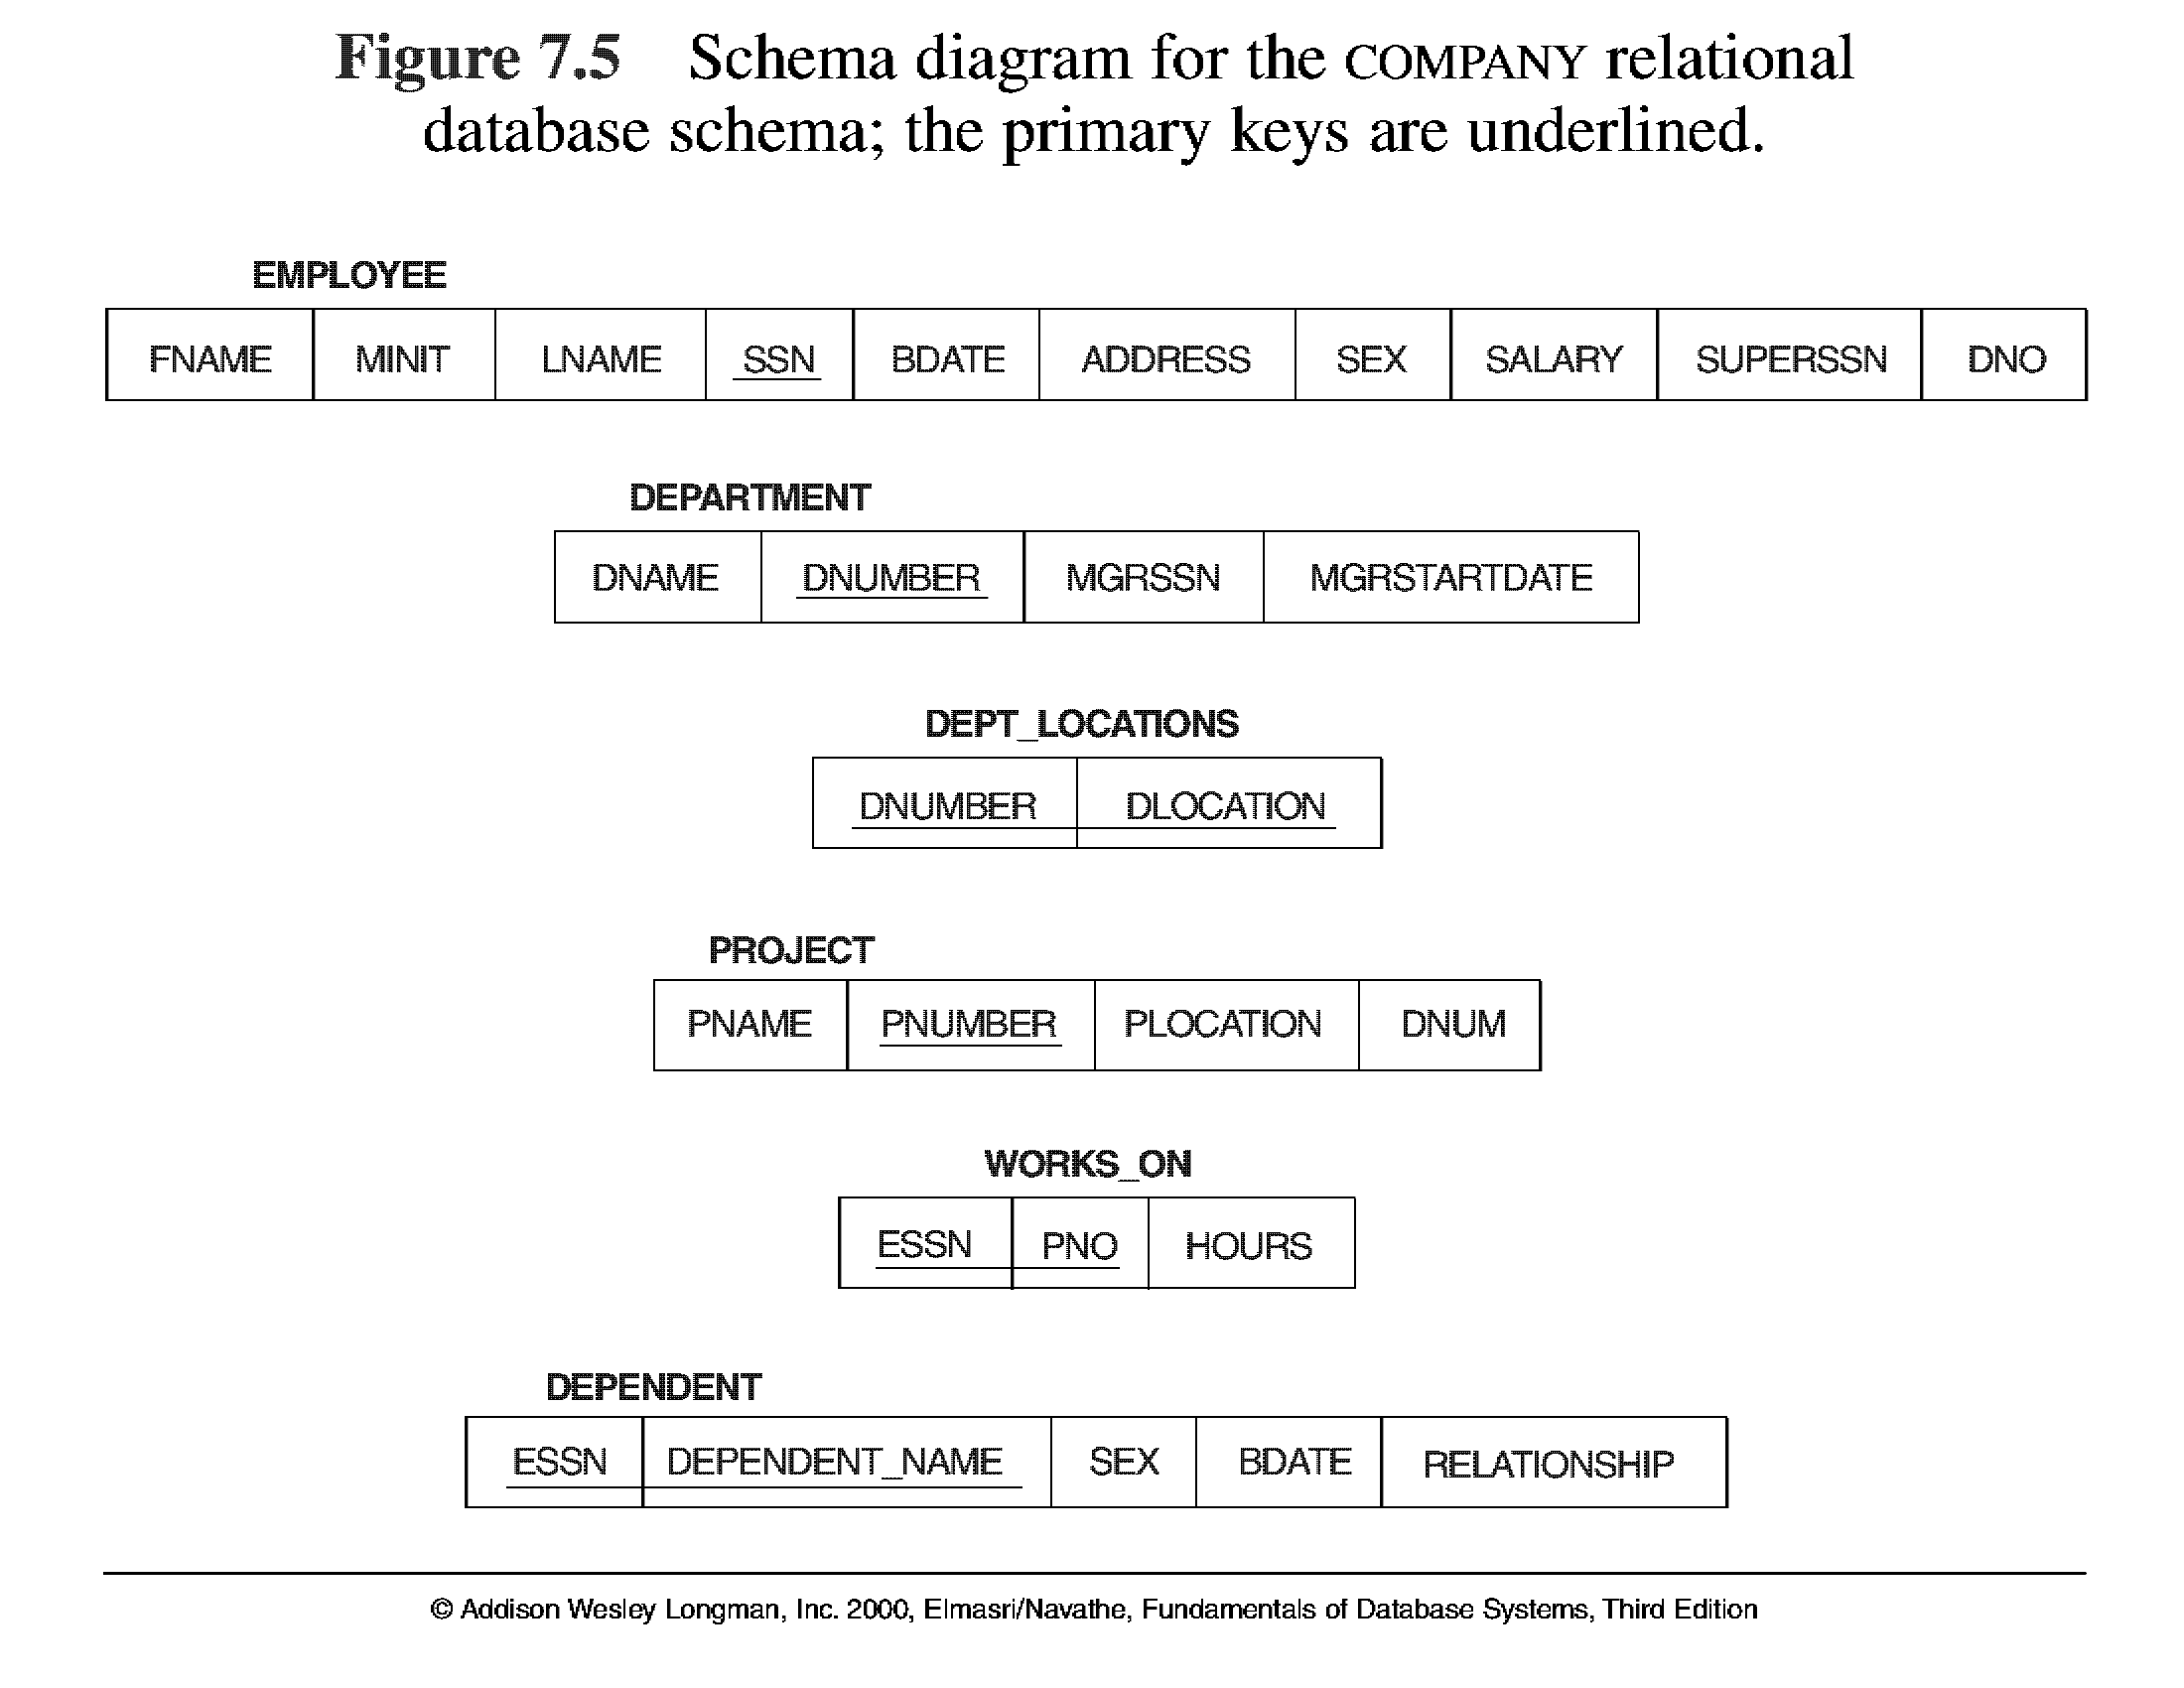 Figure 7.5 Schema diagram for the COMPANY relational
database schema; the primary keys are underlined.
EMPLOYEE
FNAME MINIT LNAME SSN BDATE ADDRESS SEX SALARY SUPERSSN DNO
DEPARTMENT
DNAME DNUMBER MGRSSN MGRSTARTDATE
DEPT_LOCATIONS
DNUMBER DLOCATION
PROJECT
PNAME PNUMBER PLOCATION DNUM
WORKS_ON
ESSN PNO HOURS
DEPENDENT
ESSN DEPENDENT_NAME SEX BDATE RELATIONSHIP
© Addison Wesley Longman, Inc. 2000, Elmasri/Navathe, Fundamentals of Database Systems, Third Edition